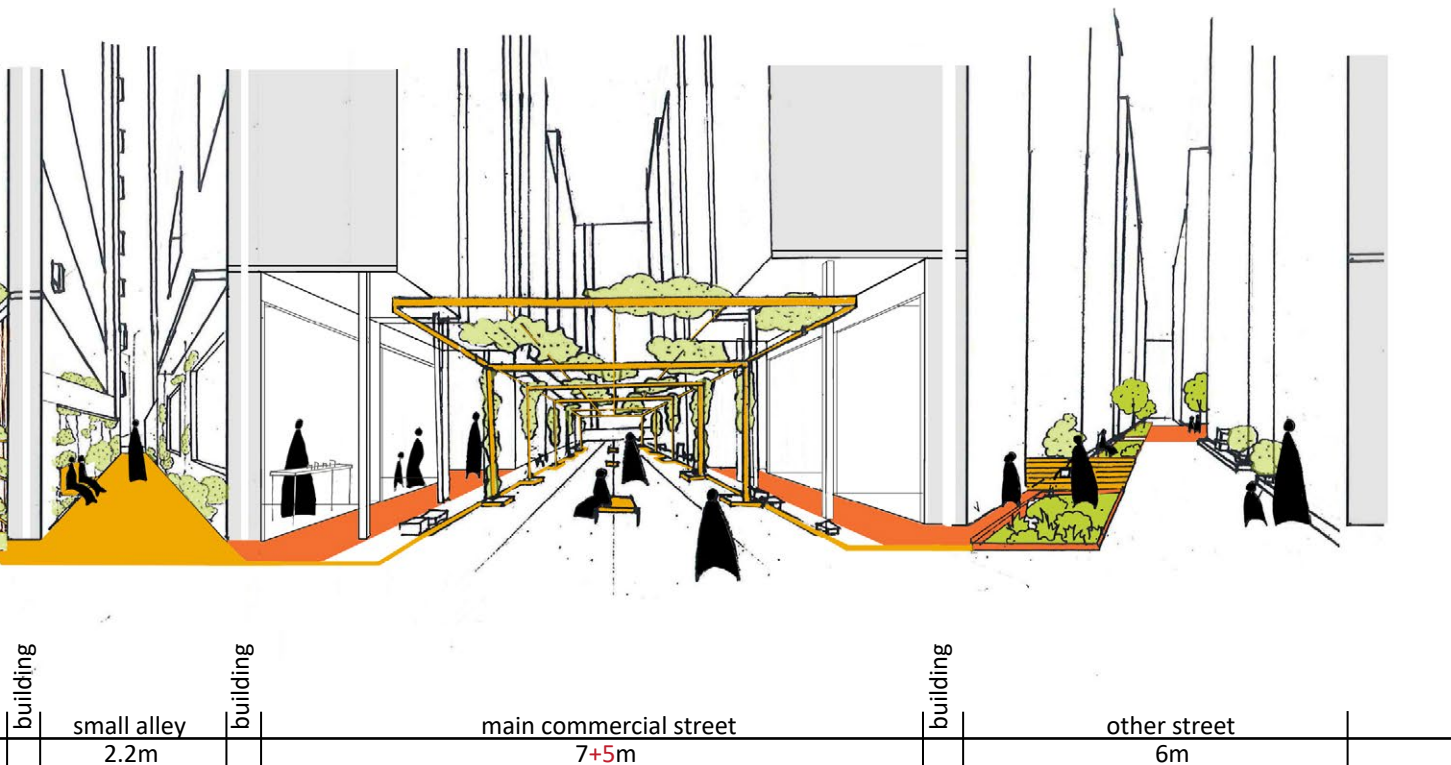 building
small alley
building
main commercial street
building
other street
2.2m
7+5m
6m